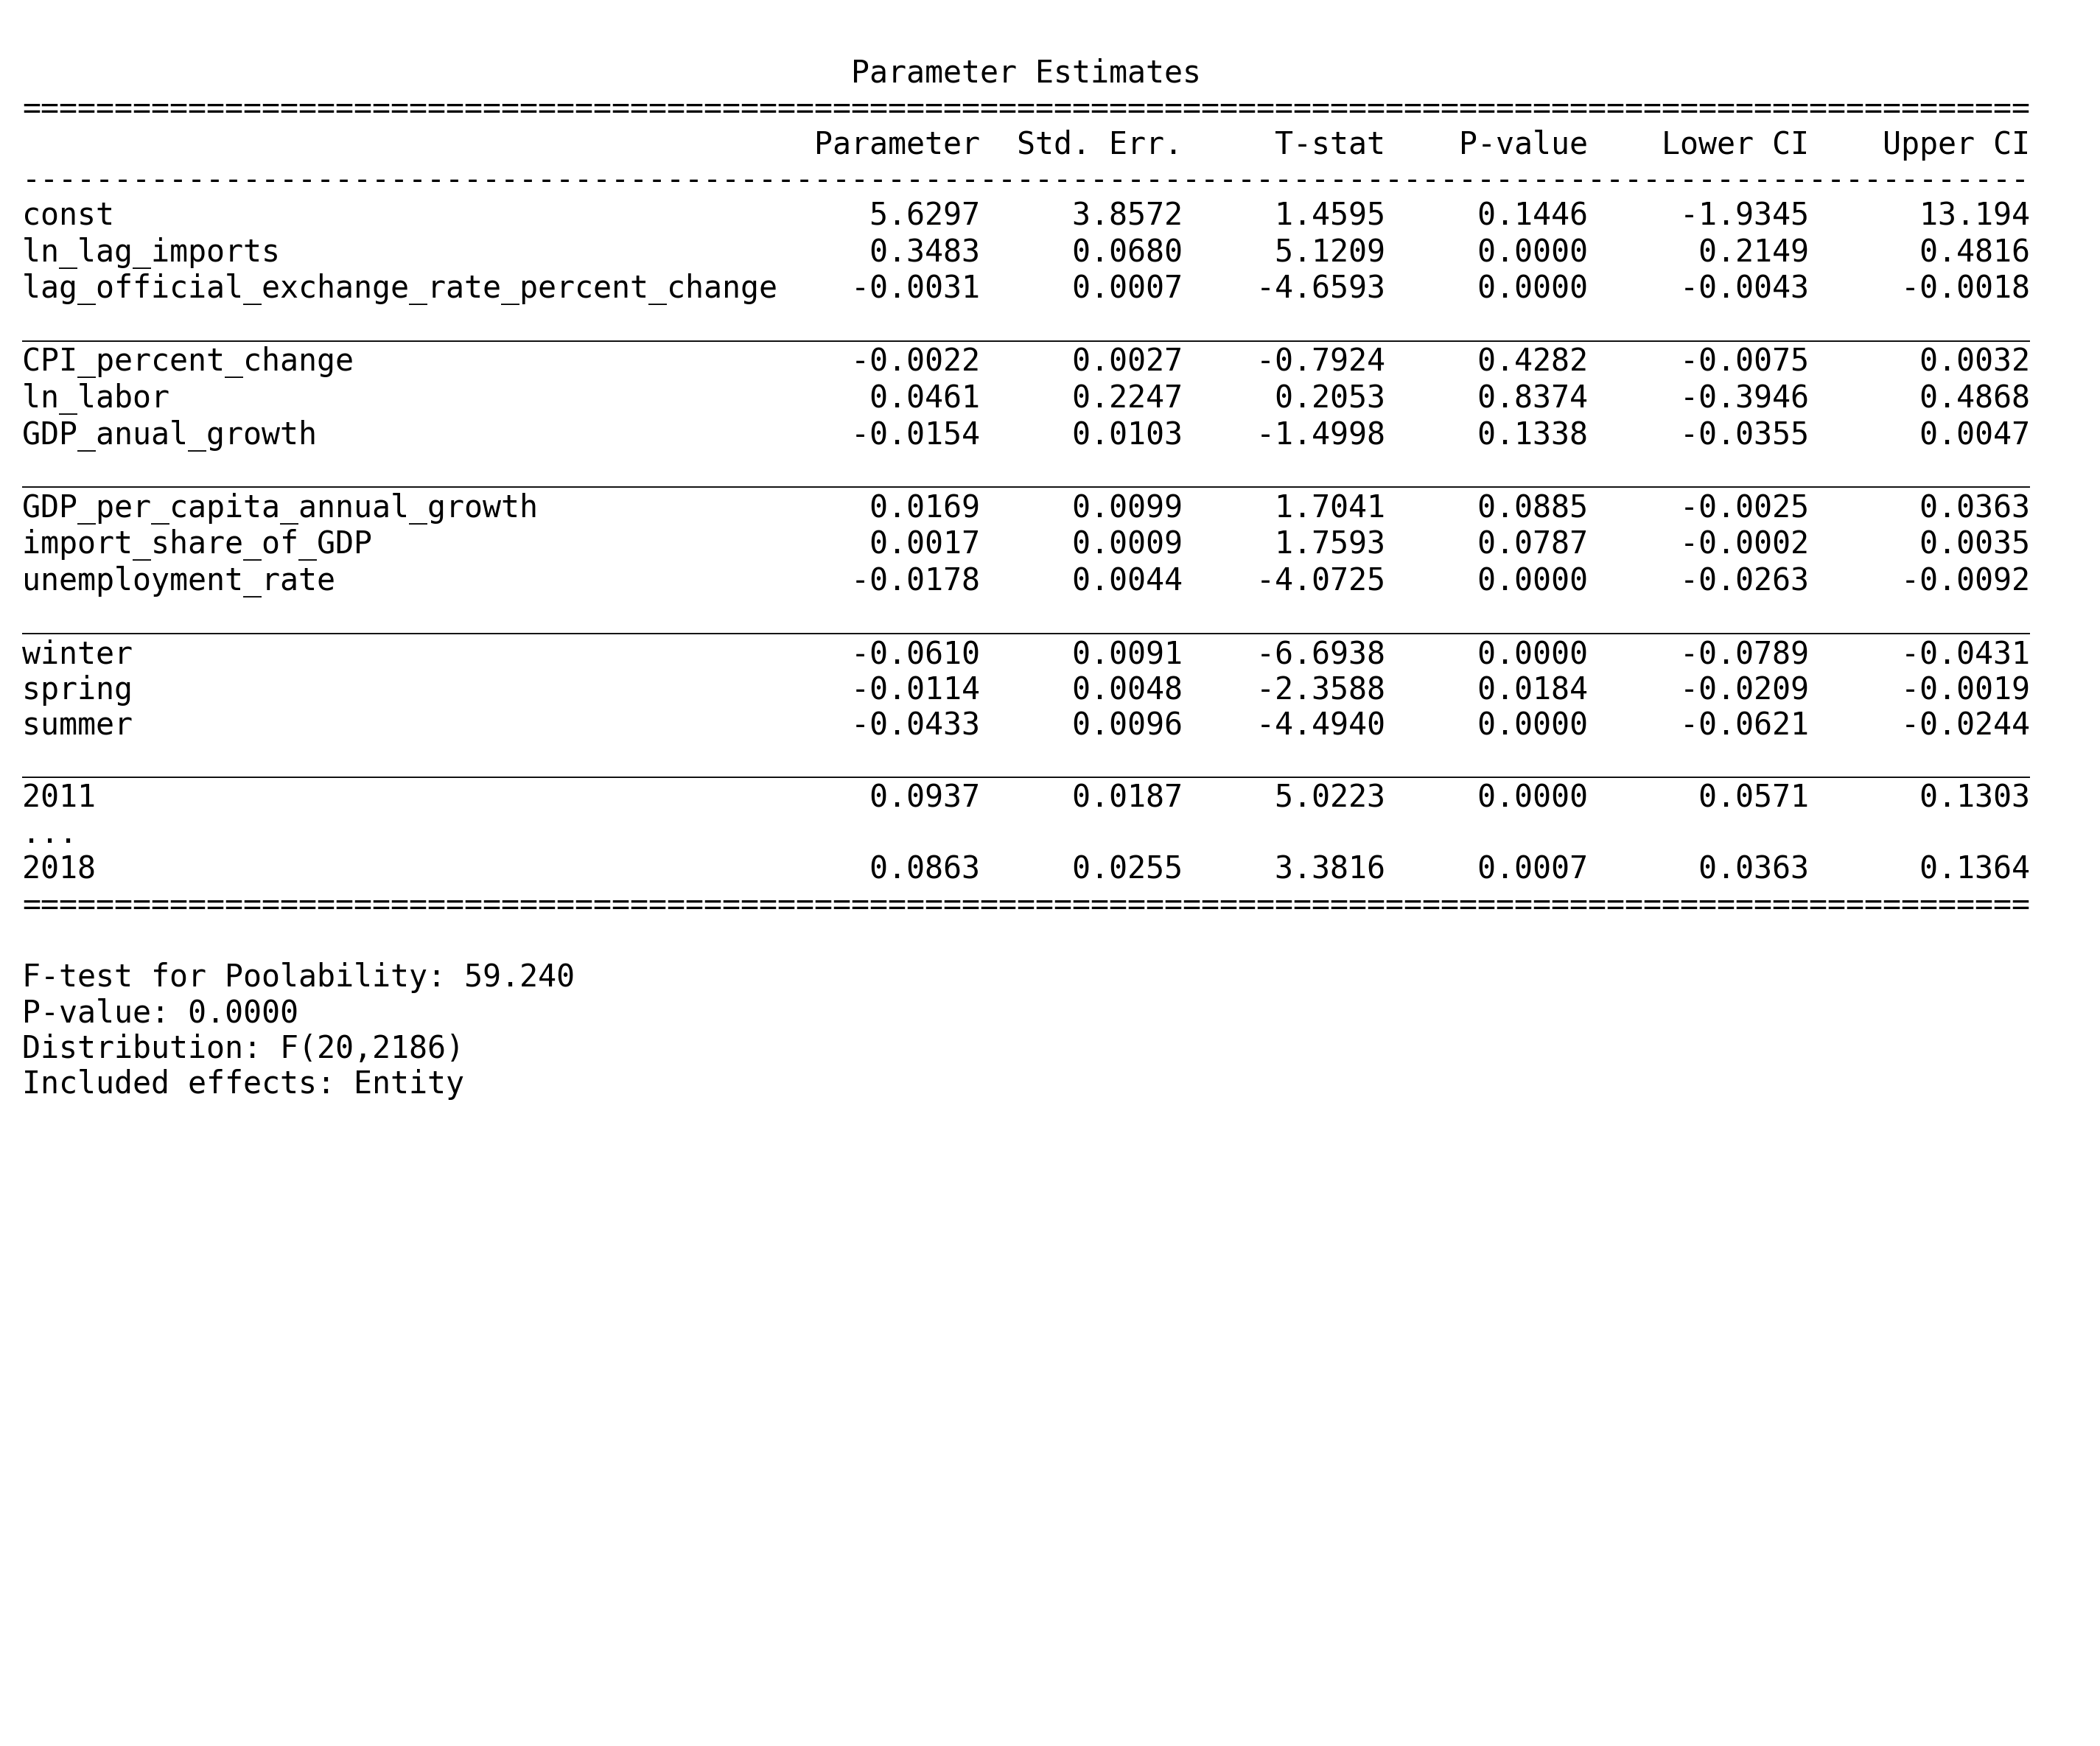 Parameter Estimates
=============================================================================================================
Parameter  Std. Err.     T-stat    P-value    Lower CI    Upper CI
-------------------------------------------------------------------------------------------------------------
const                                         5.6297     3.8572     1.4595     0.1446     -1.9345      13.194
ln_lag_imports                                0.3483     0.0680     5.1209     0.0000      0.2149      0.4816
lag_official_exchange_rate_percent_change    -0.0031     0.0007    -4.6593     0.0000     -0.0043     -0.0018
CPI_percent_change                           -0.0022     0.0027    -0.7924     0.4282     -0.0075      0.0032
ln_labor                                      0.0461     0.2247     0.2053     0.8374     -0.3946      0.4868
GDP_anual_growth                             -0.0154     0.0103    -1.4998     0.1338     -0.0355      0.0047
GDP_per_capita_annual_growth                  0.0169     0.0099     1.7041     0.0885     -0.0025      0.0363
import_share_of_GDP                           0.0017     0.0009     1.7593     0.0787     -0.0002      0.0035
unemployment_rate                            -0.0178     0.0044    -4.0725     0.0000     -0.0263     -0.0092
winter                                       -0.0610     0.0091    -6.6938     0.0000     -0.0789     -0.0431
spring                                       -0.0114     0.0048    -2.3588     0.0184     -0.0209     -0.0019
summer                                       -0.0433     0.0096    -4.4940     0.0000     -0.0621     -0.0244
2011                                          0.0937     0.0187     5.0223     0.0000      0.0571      0.1303
...
2018                                          0.0863     0.0255     3.3816     0.0007      0.0363      0.1364
=============================================================================================================
F-test for Poolability: 59.240
P-value: 0.0000
Distribution: F(20,2186)
Included effects: Entity